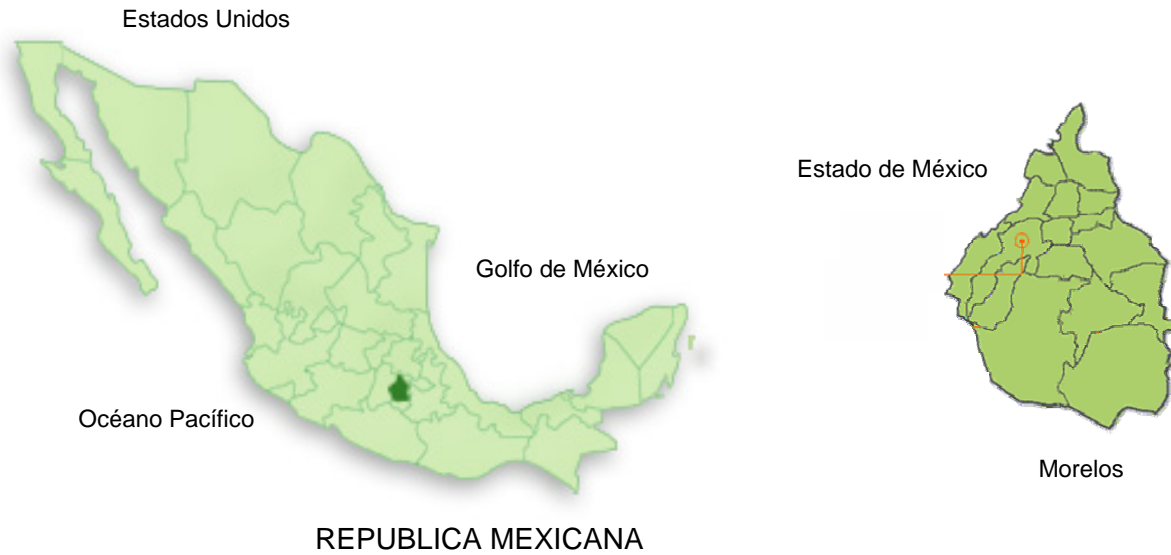 Estados Unidos
Estado de México
Golfo de México
Océano Pacífico
Morelos
REPUBLICA MEXICANA